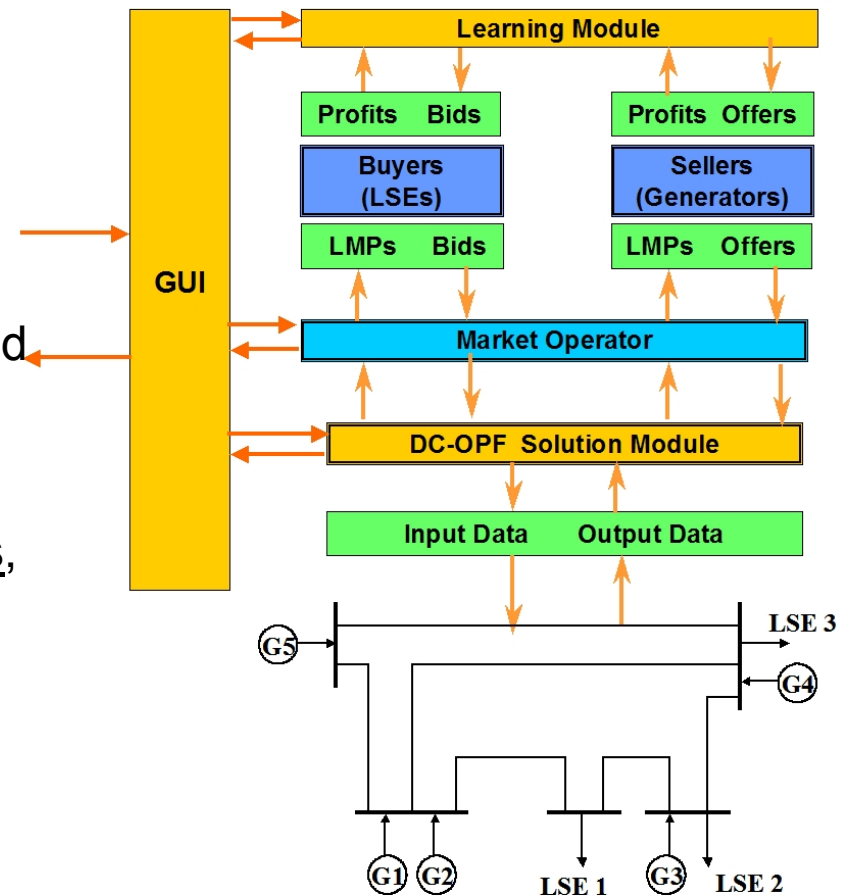 Learning Module
Profits Bids
Profits Offers
Buyers
(LSEs)
Sellers
(Generators)
LMPs Bids
LMPs Offers
GUI
d
Market Operator
DC-OPF Solution Module
Input Data Output Data
s,
LSE 3
G5
G4
G1
G2
LSE 1
G3
LSE 2